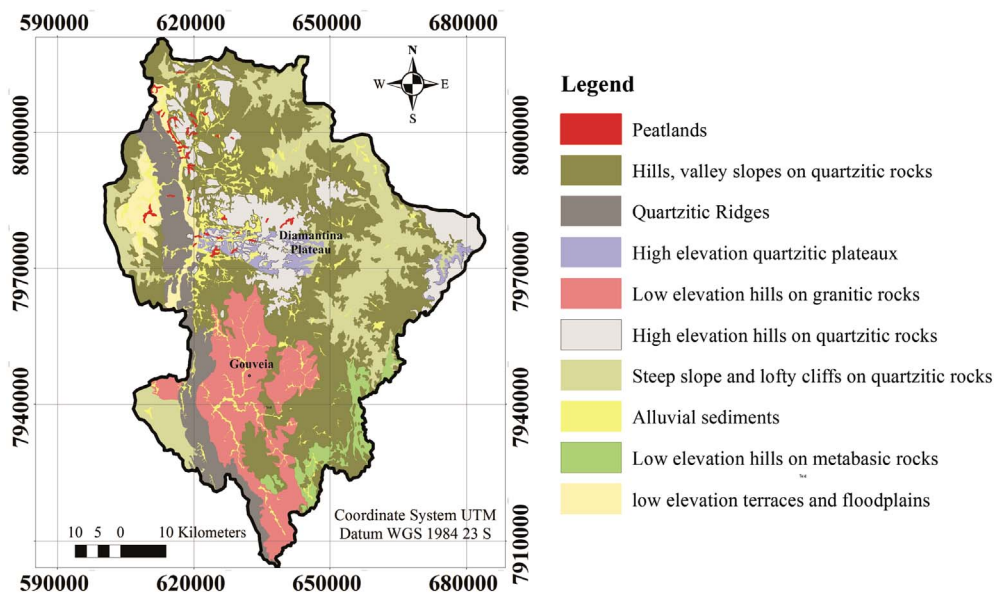 590000 620000 650000 680000
N
W E
S
8000000 8000000
7970000 7970000
7940000 7940000
7910000
Diamantina
Plateau
Gouveia
10 5 0 10 Kilometers
Coordinate System UTM
Datum WGS 1984 23 S
590000 620000 650000 680000
Legend
Peatlands
Hills, valley slopes on quartzitic rocks
Quartzitic Ridges
High elevation quartzitic plateaux
Low elevation hills on granitic rocks
High elevation hills on quartzitic rocks
Steep slope and lofty cliffs on quartzitic rocks
Alluvial sediments
Low elevation hills on metabasic rocks
low elevation terraces and floodplains